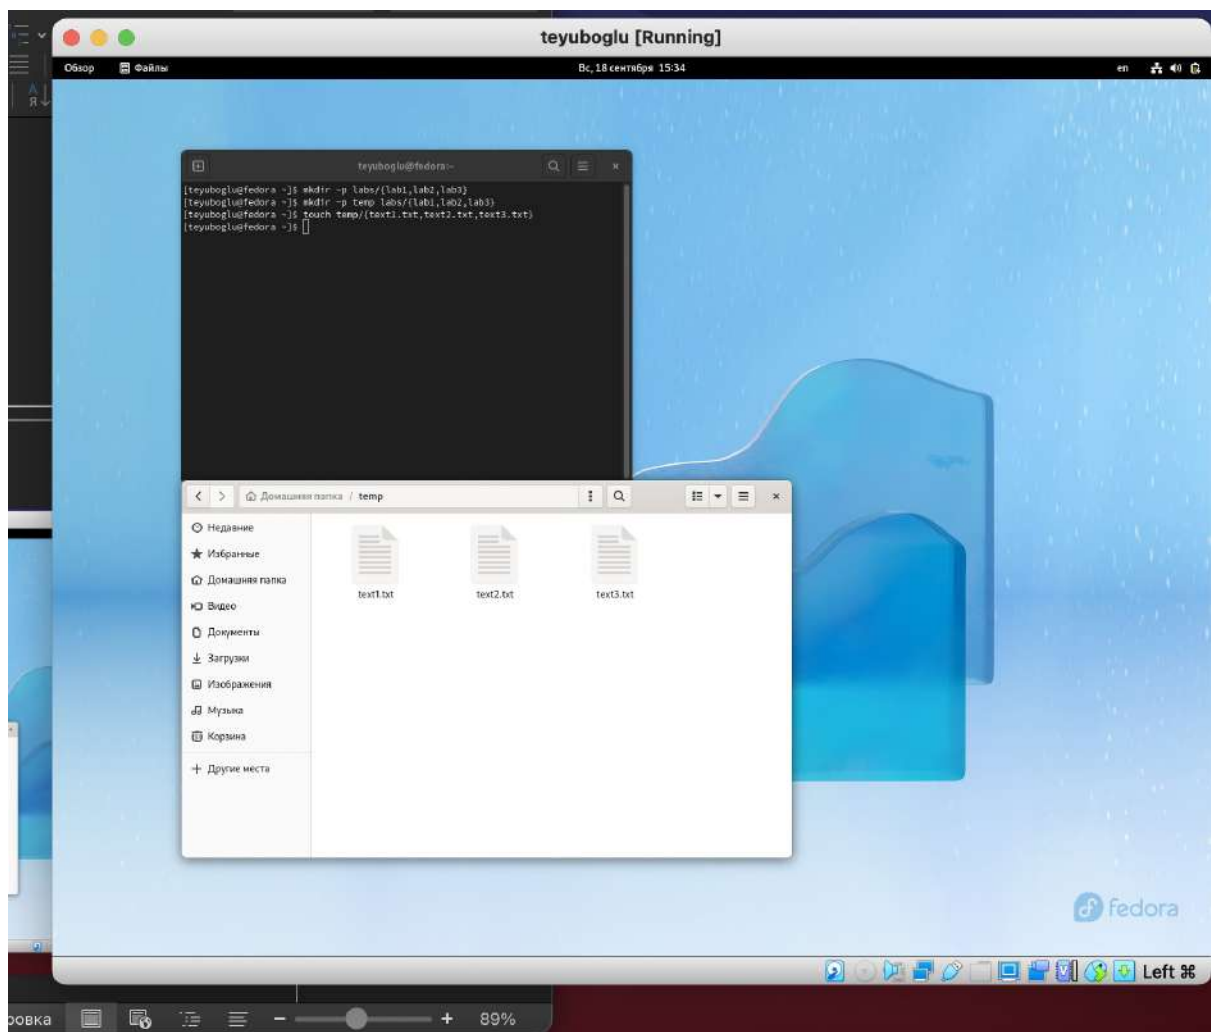 teyuboglu [Running]
Обзор Файлы Вс, 18 сентября 15:34 en
А
Я
teyuboglu@fedora:~
[teyuboglu@fedora ~]$ mkdir -p labs/{lab1,lab2,lab3}
[teyuboglu@fedora ~]$ mkdir -p temp labs/{lab1,lab2,lab3}
[teyuboglu@fedora ~]$ touch temp/{text1.txt,text2.txt,text3.txt}
[teyuboglu@fedora ~]$
Домашняя папка / temp
Недавние
Избранные
Домашняя папка
Видео
Документы
Загрузки
Изображения
Музыка
Корзина
Другие места
text1.txt text2.txt text3.txt
fedora
Left ⌘
ровка 89%